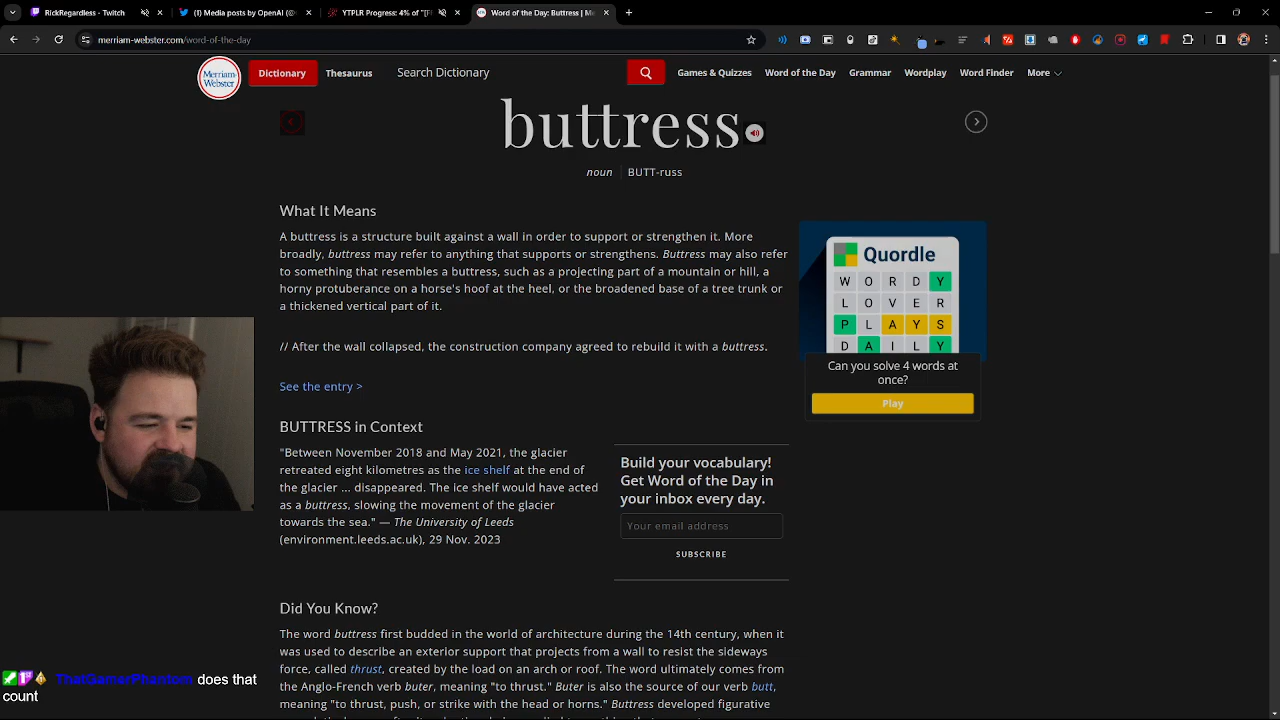 RickRegardless - Twitch
(1) Media posts by OpenAI (@
YTPLR Progress: 4% of "[F
Word of the Day: Buttress | Me
merriam-webster.com/word-of-the-day
Merriam-
Webster
Dictionary
Thesaurus
Search Dictionary
Games & Quizzes
Word of the Day
Grammar
Wordplay
Word Finder
More
buttress
noun | BUTT-russ
What It Means
A buttress is a structure built against a wall in order to support or strengthen it. More
broadly, buttress may refer to anything that supports or strengthens. Buttress may also refer
to something that resembles a buttress, such as a projecting part of a mountain or hill, a
horny protuberance on a horse's hoof at the heel, or the broadened base of a tree trunk or
a thickened vertical part of it.
// After the wall collapsed, the construction company agreed to rebuild it with a buttress.
See the entry >
Quordle
W O R D Y
L O V E R
P L A Y S
D A I L Y
Can you solve 4 words at
once?
Play
BUTTRESS in Context
"Between November 2018 and May 2021, the glacier
retreated eight kilometres as the ice shelf at the end of
the glacier ... disappeared. The ice shelf would have acted
as a buttress, slowing the movement of the glacier
towards the sea." — The University of Leeds
(environment.leeds.ac.uk), 29 Nov. 2023
Build your vocabulary!
Get Word of the Day in
your inbox every day.
Your email address
SUBSCRIBE
Did You Know?
The word buttress first budded in the world of architecture during the 14th century, when it
was used to describe an exterior support that projects from a wall to resist the sideways
force, called thrust, created by the load on an arch or roof. The word ultimately comes from
the Anglo-French verb buter, meaning "to thrust." Buter is also the source of our verb butt,
meaning "to thrust, push, or strike with the head or horns." Buttress developed figurative
ThatGamerPhantom does that
count